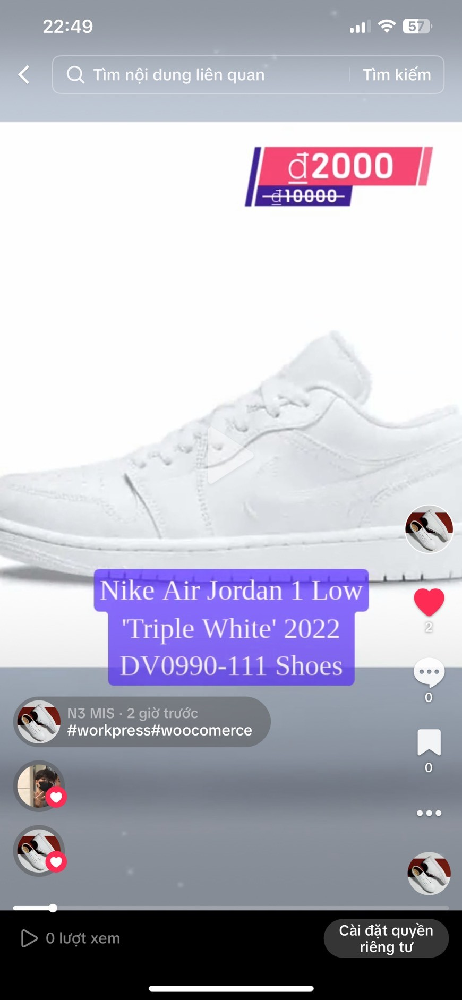 22:49
57
Tìm nội dung liên quan
Tìm kiếm
₫2000
₫10000
Nike Air Jordan 1 Low
'Triple White' 2022
DV0990-111 Shoes
N3 MIS · 2 giờ trước
#workpress#woocomerce
2
0
0
0 lượt xem
Cài đặt quyền
riêng tư